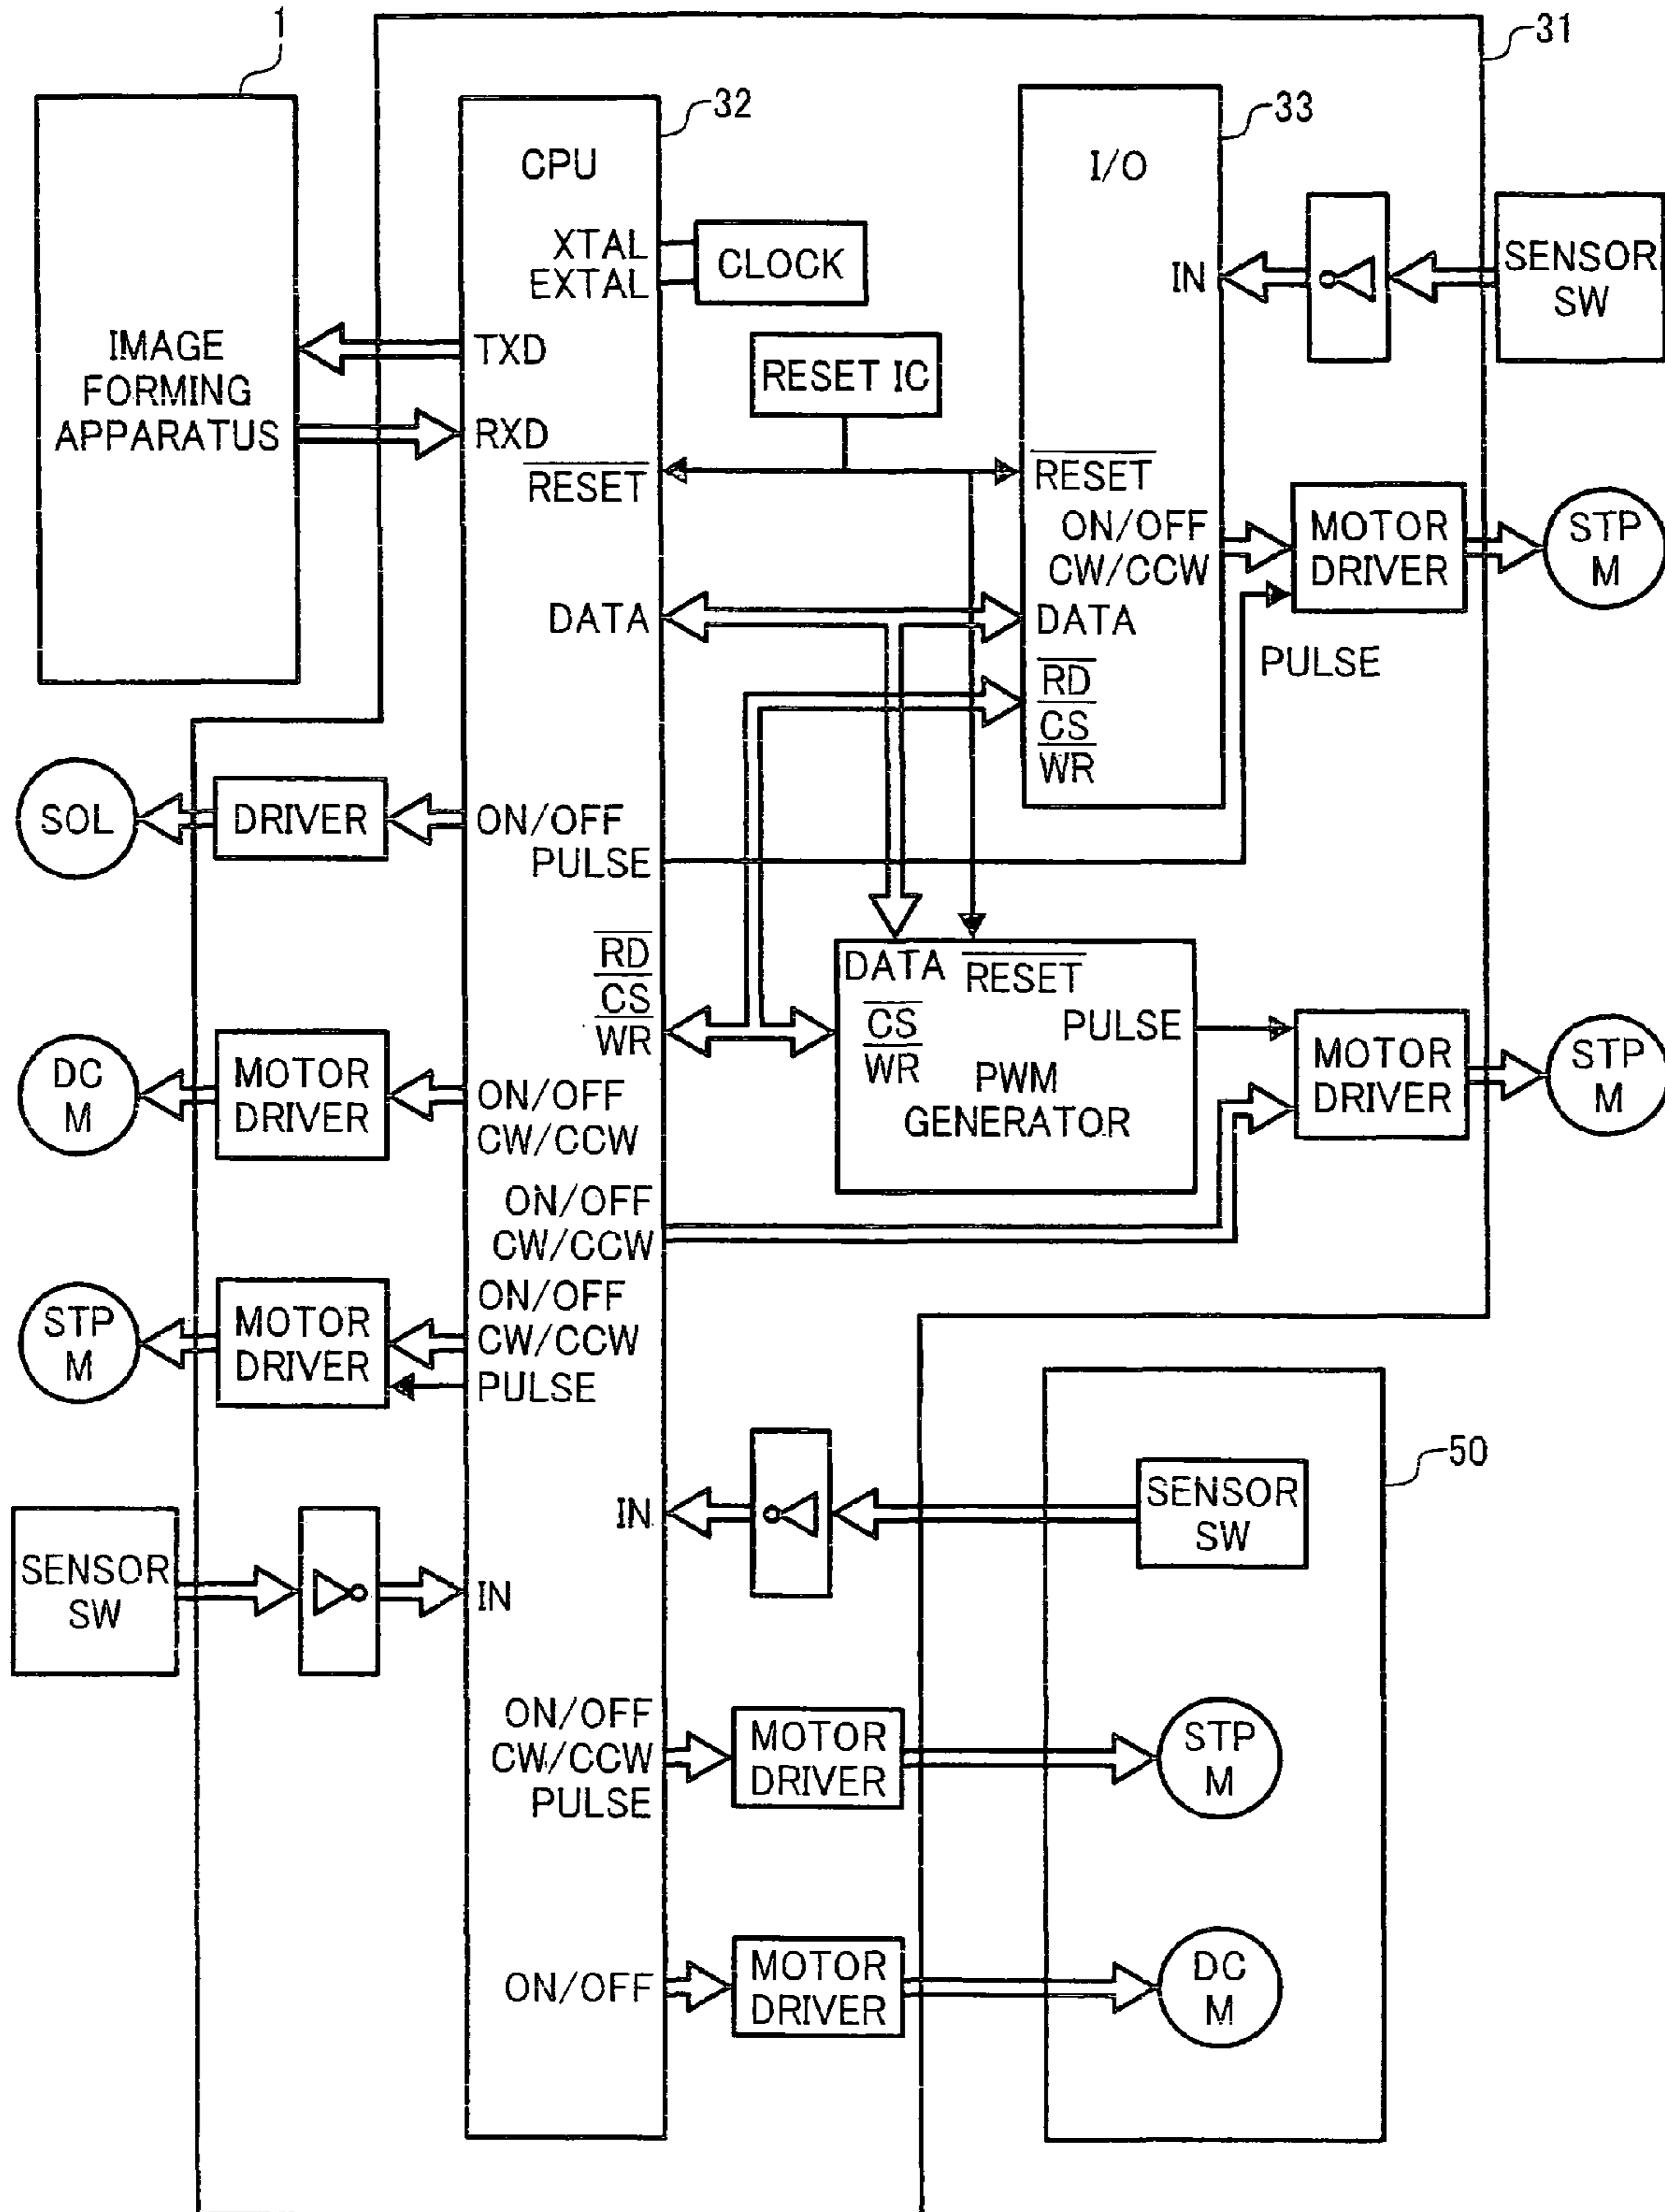 1
31
32
33
CPU
I/O
XTAL
EXTAL
CLOCK
IN
SENSOR
SW
IMAGE
FORMING
APPARATUS
TXD
RXD
RESET IC
RESET
RESET
ON/OFF
CW/CCW
MOTOR
DRIVER
STP
M
DATA
DATA
PULSE
RD
CS
WR
SOL
DRIVER
ON/OFF
PULSE
RD
CS
WR
DATA
RESET
CS
WR
PULSE
PWM
GENERATOR
MOTOR
DRIVER
STP
M
DC
M
MOTOR
DRIVER
ON/OFF
CW/CCW
ON/OFF
CW/CCW
STP
M
MOTOR
DRIVER
ON/OFF
CW/CCW
PULSE
50
IN
SENSOR
SW
SENSOR
SW
IN
ON/OFF
CW/CCW
PULSE
MOTOR
DRIVER
STP
M
ON/OFF
MOTOR
DRIVER
DC
M